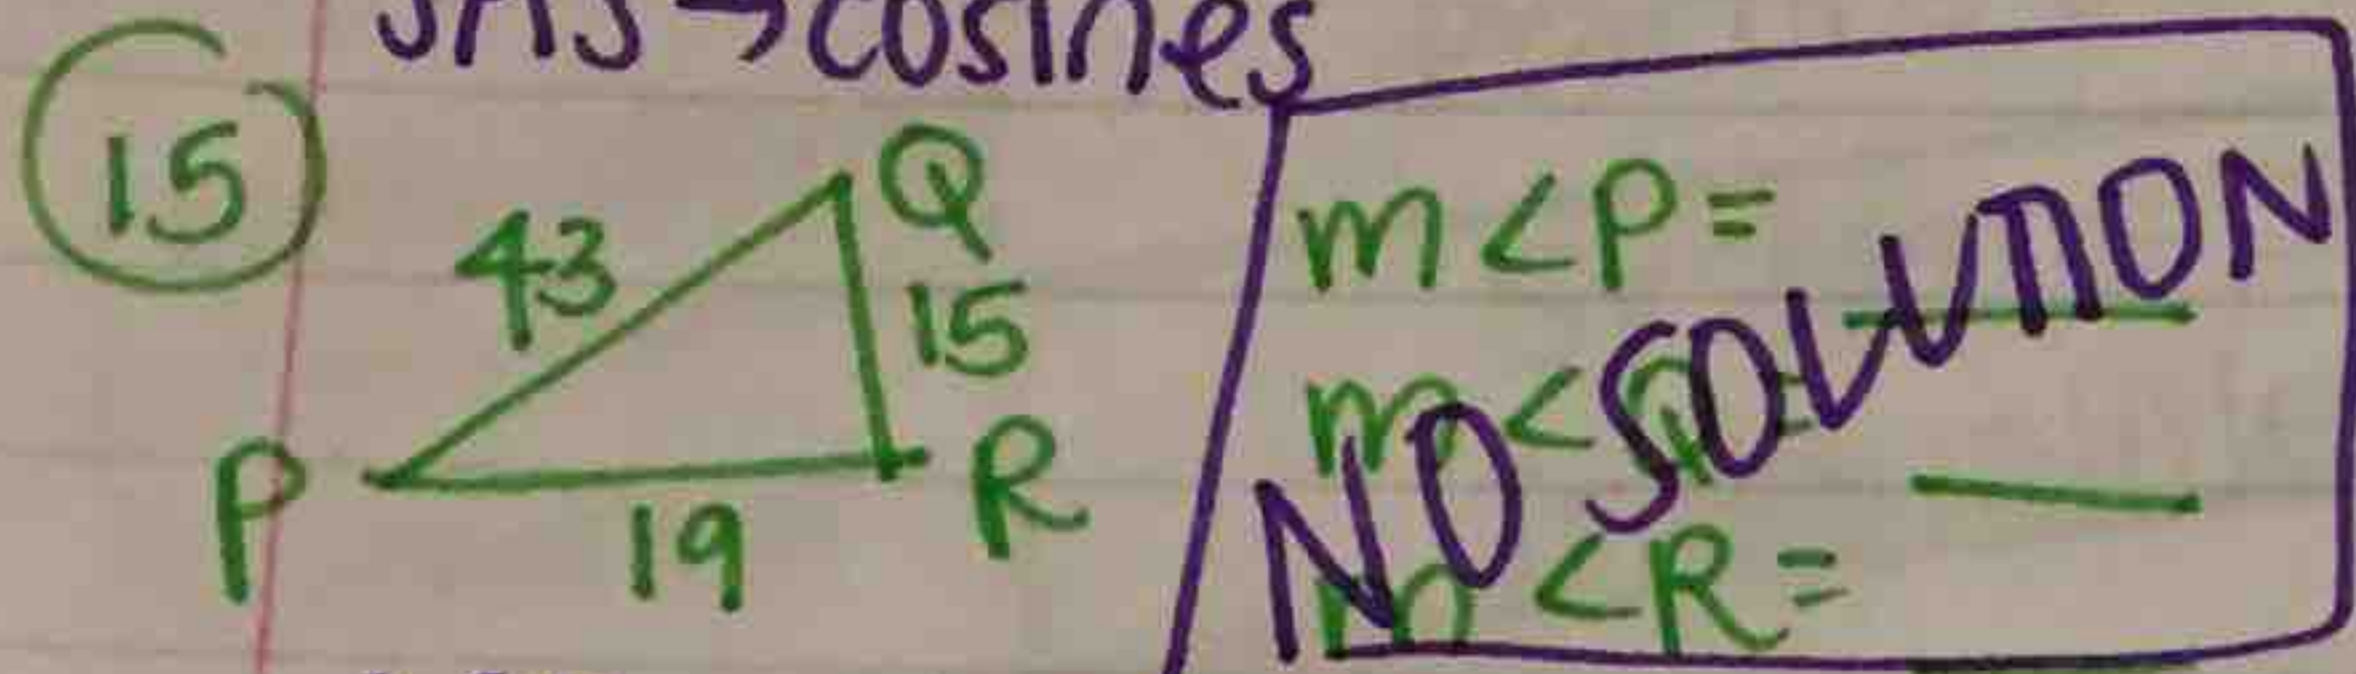 SAS → cosines
15
43
Q
15
P
19
R
m<P=
m<Q=
m<R=
NO SOLUTION